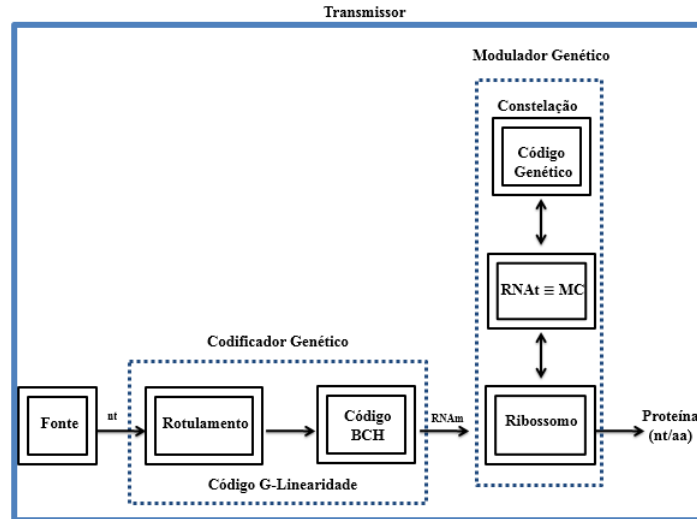 Transmissor
Modulador Genético
Constelação
Código
Genético
RNAt ≡ MC
Codificador Genético
Fonte
nt
Rotulamento
Código
BCH
RNAm
Ribossomo
Proteína
(nt/aa)
Código G-Linearidade